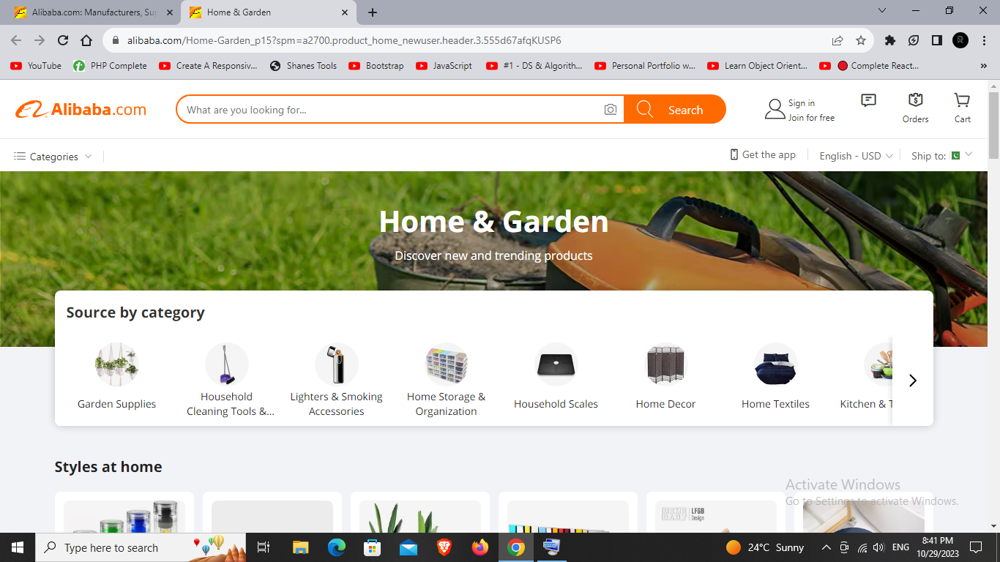 Alibaba.com: Manufacturers, Sup
Home & Garden
alibaba.com/Home-Garden_p15?spm=a2700.product_home_newuser.header.3.555d67afqKUSP6
YouTube
PHP Complete
Create A Responsiv...
Shanes Tools
Bootstrap
JavaScript
#1 - DS & Algorith...
Personal Portfolio w...
Learn Object Orient...
Complete React...
Alibaba.com
What are you looking for...
Search
Sign in
Join for free
Orders
Cart
Categories
Get the app
English - USD
Ship to:
Home & Garden
Discover new and trending products
Source by category
Garden Supplies
Household
Cleaning Tools &...
Lighters & Smoking
Accessories
Home Storage &
Organization
Household Scales
Home Decor
Home Textiles
Kitchen & T
Styles at home
LFGB
Design
Activate Windows
Go to Settings to activate Windows.
Type here to search
24°C Sunny
ENG
8:41 PM
10/29/2023